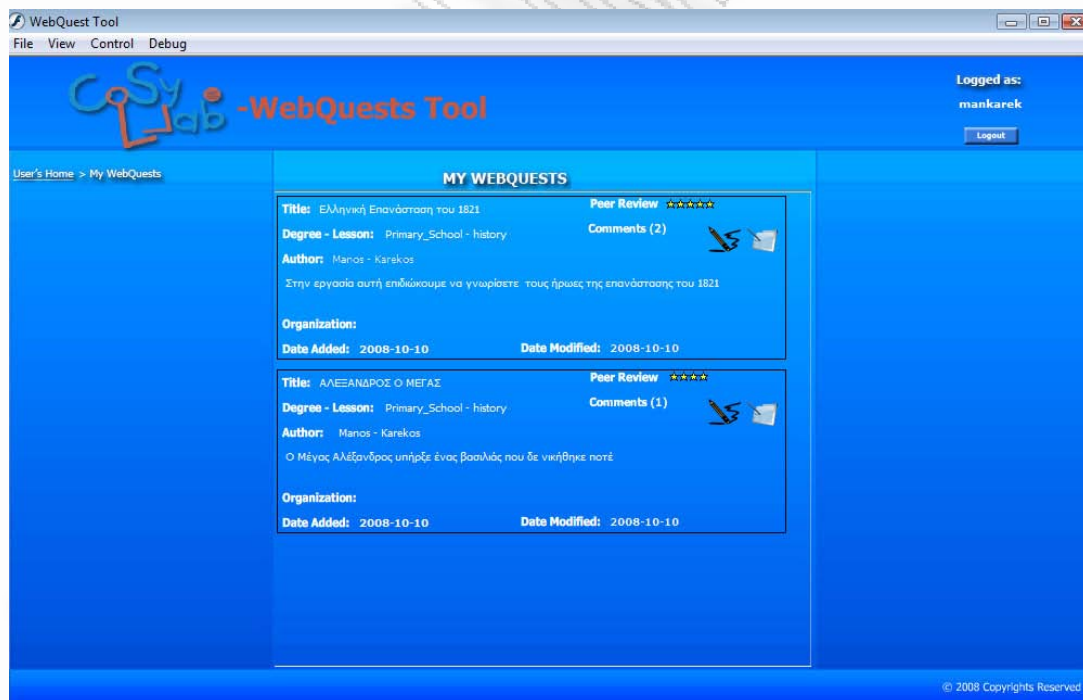 WebQuest Tool
File View Control Debug
CoSy Lab -WebQuests Tool
Logged as:
mankarek
Logout
User's Home > My WebQuests
MY WEBQUESTS
Title: Ελληνική Επανάσταση του 1821 Peer Review
Degree - Lesson: Primary_School - history Comments (2)
Author: Manos - Karekos
Στην εργασία αυτή επιδιώκουμε να γνωρίσετε τους ήρωες της επανάστασης του 1821
Organization:
Date Added: 2008-10-10 Date Modified: 2008-10-10
Title: ΑΛΕΞΑΝΔΡΟΣ Ο ΜΕΓΑΣ Peer Review
Degree - Lesson: Primary_School - history Comments (1)
Author: Manos - Karekos
Ο Μέγας Αλέξανδρος υπήρξε ένας βασιλιάς που δε νικήθηκε ποτέ
Organization:
Date Added: 2008-10-10 Date Modified: 2008-10-10
© 2008 Copyrights Reserved